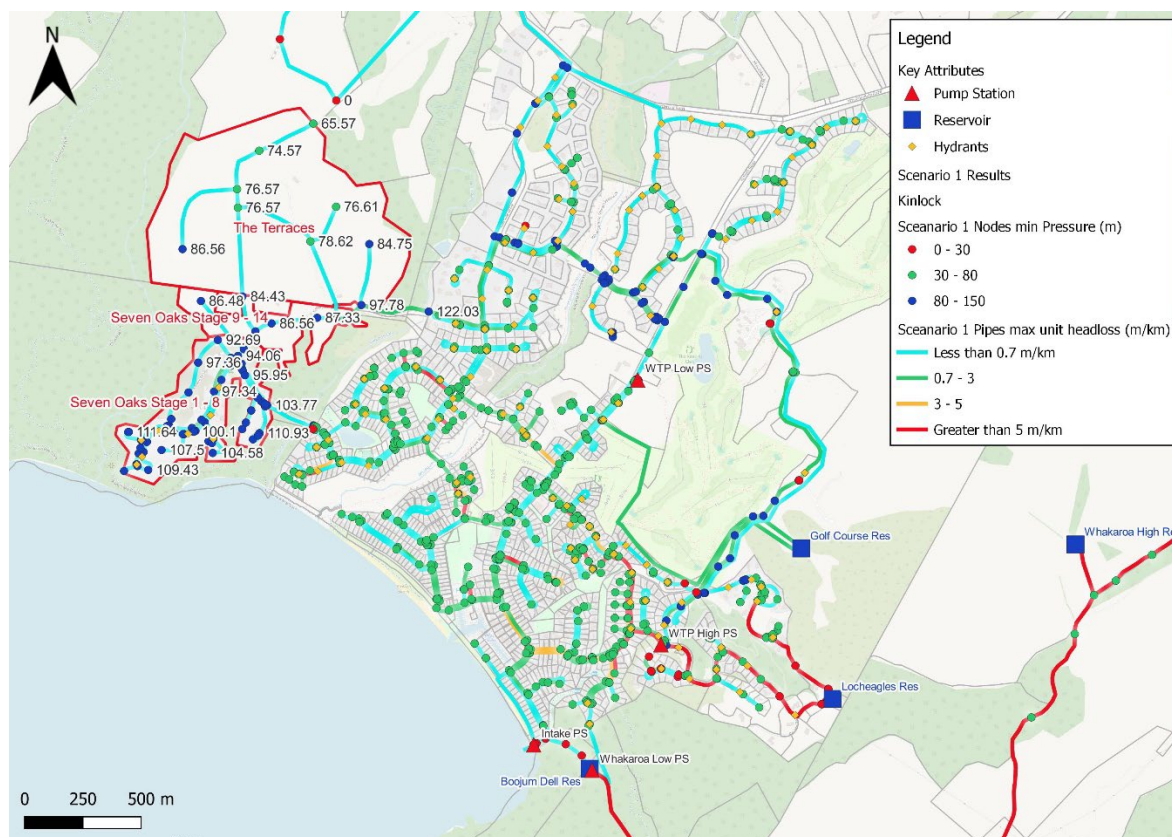 N
Legend
Key Attributes
Pump Station
Reservoir
Hydrants
Scenario 1 Results
Kinlock
Sceanario 1 Nodes min Pressure (m)
0 - 30
30 - 80
80 - 150
Sceanario 1 Pipes max unit headloss (m/km)
Less than 0.7 m/km
0.7 - 3
3 - 5
Greater than 5 m/km
0
65.57
74.57
76.57
76.57
76.61
The Terraces
78.62
84.75
86.56
86.48
84.43
97.78
122.03
Seven Oaks Stage 9 - 14
86.56
87.33
92.69
94.06
97.36
95.95
WTP Low PS
97.34
Seven Oaks Stage 1 - 8
103.77
111.64
100.1
110.93
107.5
104.58
109.43
Golf Course Res
Whakaroa High Re
WTP High PS
Locheagles Res
Intake PS
Whakaroa Low PS
Boojum Dell Res
0 250 500 m